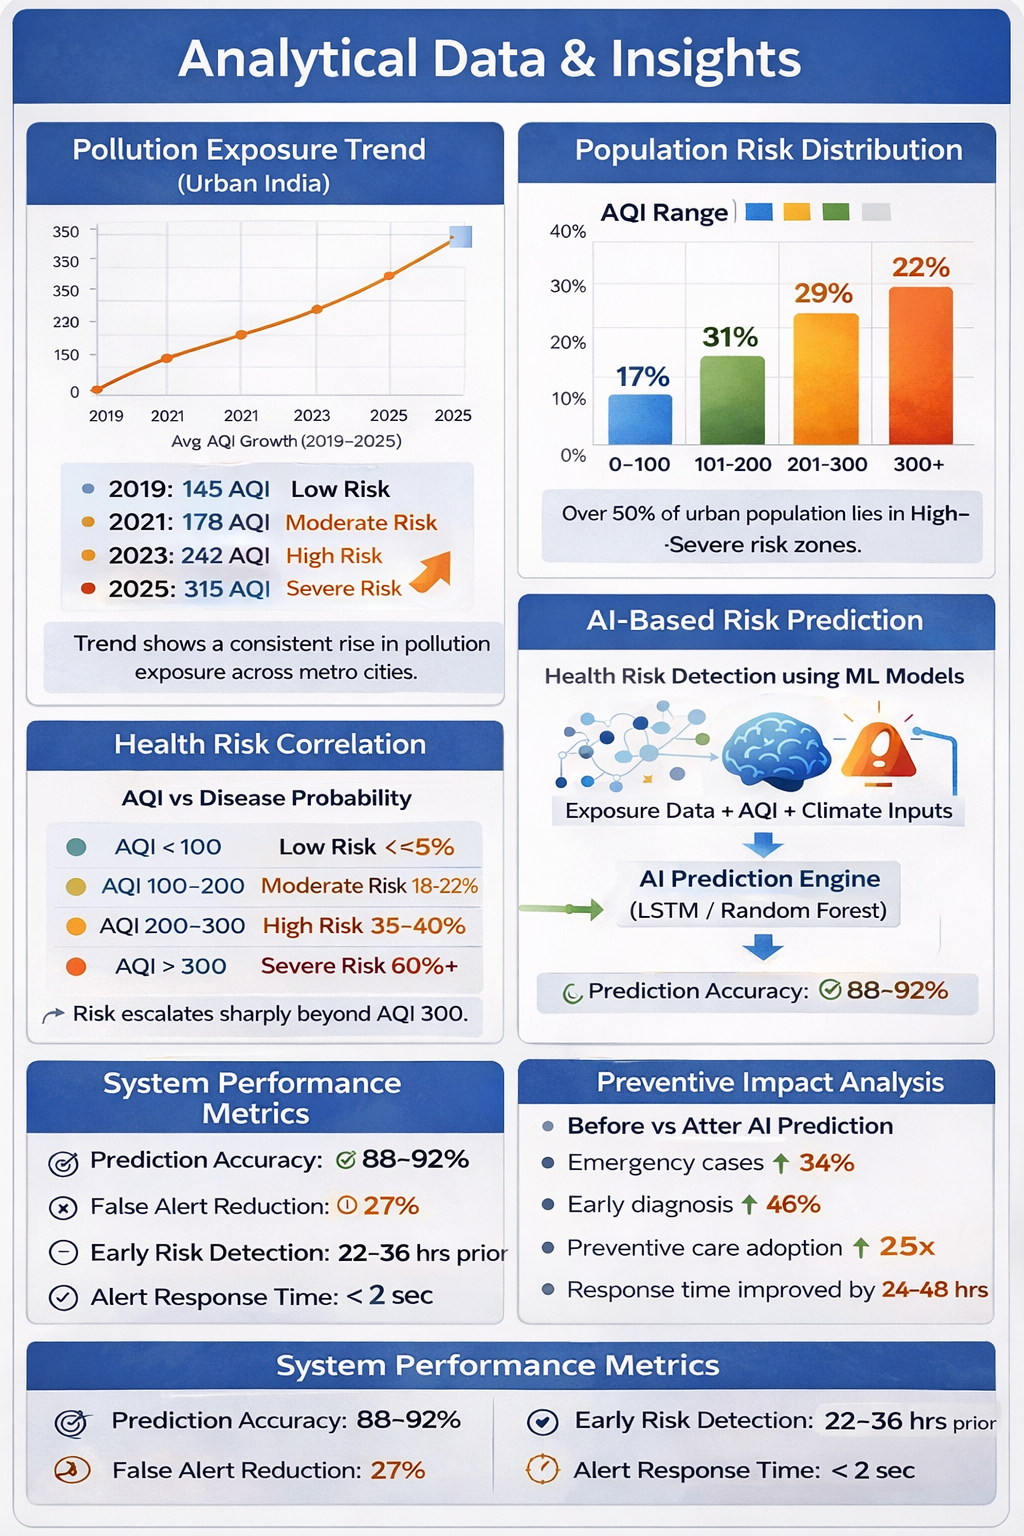 Analytical Data & Insights
Pollution Exposure Trend
(Urban India)
350
350
350
220
150
0
2019 2021 2021 2023 2025 2025
Avg AQI Growth (2019–2025)
2019: 145 AQI Low Risk
2021: 178 AQI Moderate Risk
2023: 242 AQI High Risk
2025: 315 AQI Severe Risk
Trend shows a consistent rise in pollution
exposure across metro cities.
Population Risk Distribution
AQI Range
40%
30%
20%
10%
0%
17%
31%
29%
22%
0–100 101-200 201-300 300+
Over 50% of urban population lies in High–
-Severe risk zones.
AI-Based Risk Prediction
Health Risk Detection using ML Models
Exposure Data + AQI + Climate Inputs
AI Prediction Engine
(LSTM / Random Forest)
Prediction Accuracy: 88~92%
Health Risk Correlation
AQI vs Disease Probability
AQI < 100 Low Risk <<5%
AQI 100–200 Moderate Risk 18-22%
AQI 200–300 High Risk 35–40%
AQI > 300 Severe Risk 60%+
Risk escalates sharply beyond AQI 300.
System Performance
Metrics
Prediction Accuracy: 88~92%
False Alert Reduction: 27%
Early Risk Detection: 22–36 hrs prior
Alert Response Time: < 2 sec
Preventive Impact Analysis
Before vs Atter AI Prediction
Emergency cases ↑ 34%
Early diagnosis ↑ 46%
Preventive care adoption ↑ 25x
Response time improved by 24–48 hrs
System Performance Metrics
Prediction Accuracy: 88~92%
False Alert Reduction: 27%
Early Risk Detection: 22–36 hrs prior
Alert Response Time: < 2 sec